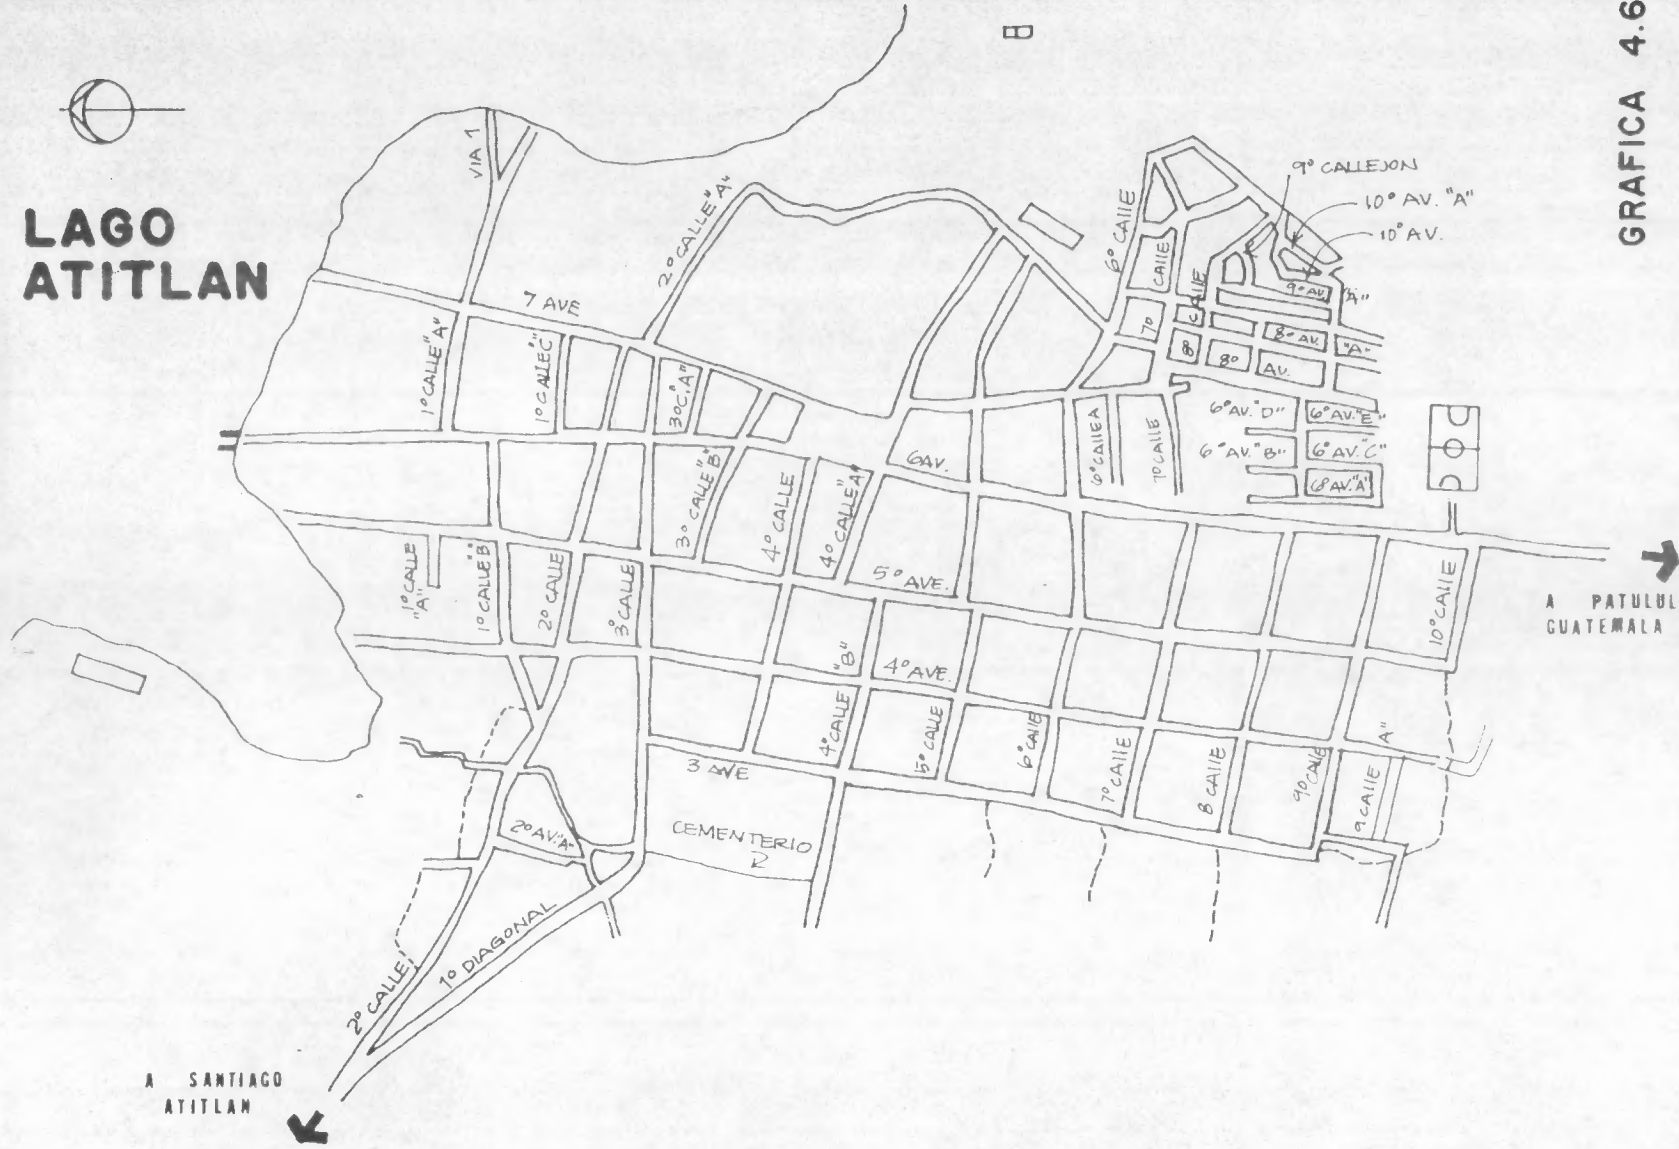 GRAFICA 4.6
LAGO
ATITLAN
VIA 1
7 AVE
2º CALLE "A"
6º CALLE
9º CALLEJON
10º AV. "A"
10º AV.
1º CALLE "A"
1º CALLE "C"
3º C. "A"
7º
CALLE
8º
CALLE
9º AV. "A"
8º AV. "A"
8º
AV.
6º AV. "D"
6º AV. "E"
6º AV. "B"
6º AV. "C"
6º AV. "A"
6º CALLE A
7º CALLE
6 AV.
3º CALLE "B"
4º CALLE
4º CALLE "A"
1º CALLE
"A"
1º CALLE "B"
2º CALLE
3º CALLE
5º AVE.
10º CALLE
A PATULUL
GUATEMALA
4º CALLE "B"
4º AVE.
5º CALLE
6º CALLE
7º CALLE
8 CALLE
9º CALLE
9 CALLE "A"
3 AVE
CEMENTERIO
2º AV. "A"
2º CALLE
1º DIAGONAL
A SANTIAGO
ATITLAN